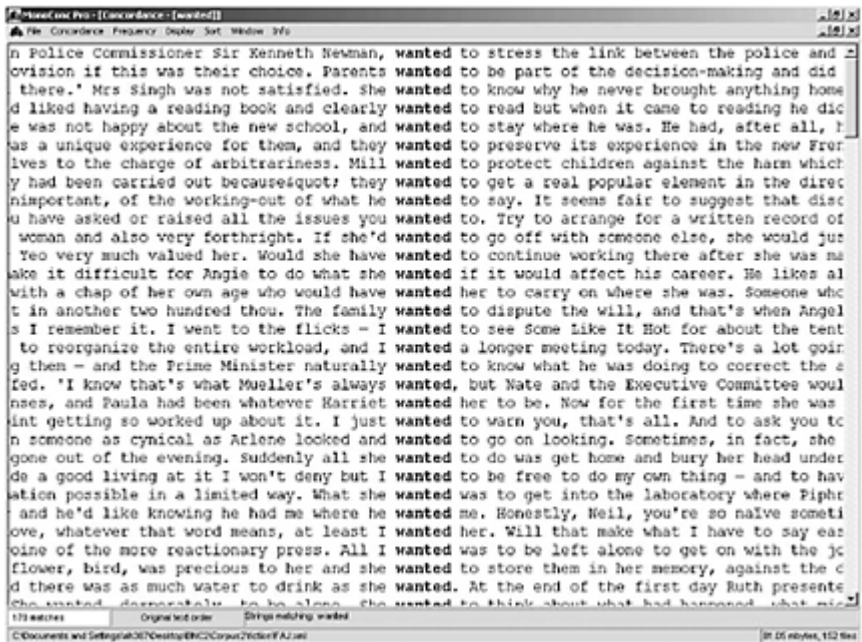 MonoConc Pro - [Concordance - [wanted]]
File Concordance Frequency Display Sort Window Info
n Police Commissioner Sir Kenneth Newman, wanted to stress the link between the police and
ovision if this was their choice. Parents wanted to be part of the decision-making and did
there.' Mrs Singh was not satisfied. She wanted to know why he never brought anything home
d liked having a reading book and clearly wanted to read but when it came to reading he dic
e was not happy about the new school, and wanted to stay where he was. He had, after all, h
as a unique experience for them, and they wanted to preserve its experience in the new Fren
lves to the charge of arbitrariness. Mill wanted to protect children against the harm which
y had been carried out because&quot; they wanted to get a real popular element in the direc
nimportant, of the working-out of what he wanted to say. It seems fair to suggest that disc
u have asked or raised all the issues you wanted to. Try to arrange for a written record of
woman and also very forthright. If she'd wanted to go off with someone else, she would jus
Yeo very much valued her. Would she have wanted to continue working there after she was ma
ake it difficult for Angie to do what she wanted if it would affect his career. He likes al
with a chap of her own age who would have wanted her to carry on where she was. Someone who
t in another two hundred thou. The family wanted to dispute the will, and that's when Angel
s I remember it. I went to the flicks — I wanted to see Some Like It Hot for about the tent
to reorganize the entire workload, and I wanted a longer meeting today. There's a lot goin
g them — and the Prime Minister naturally wanted to know what he was doing to correct the a
fed. 'I know that's what Mueller's always wanted, but Nate and the Executive Committee woul
nses, and Paula had been whatever Harriet wanted her to be. Now for the first time she was
int getting so worked up about it. I just wanted to warn you, that's all. And to ask you to
n someone as cynical as Arlene looked and wanted to go on looking. Sometimes, in fact, she
gone out of the evening. Suddenly all she wanted to do was get home and bury her head under
de a good living at it I won't deny but I wanted to be free to do my own thing — and to hav
ation possible in a limited way. What she wanted was to get into the laboratory where Piphr
and he'd like knowing he had me where he wanted me. Honestly, Neil, you're so naïve someti
ove, whatever that word means, at least I wanted her. Will that make what I have to say eas
oine of the more reactionary press. All I wanted was to be left alone to get on with the jo
flower, bird, was precious to her and she wanted to store them in her memory, against the d
d there was as much water to drink as she wanted. At the end of the first day Ruth presente
She wanted, desperately, to be alone. She wanted to think about what had happened, what
173 matches Original text order Strings matching: wanted